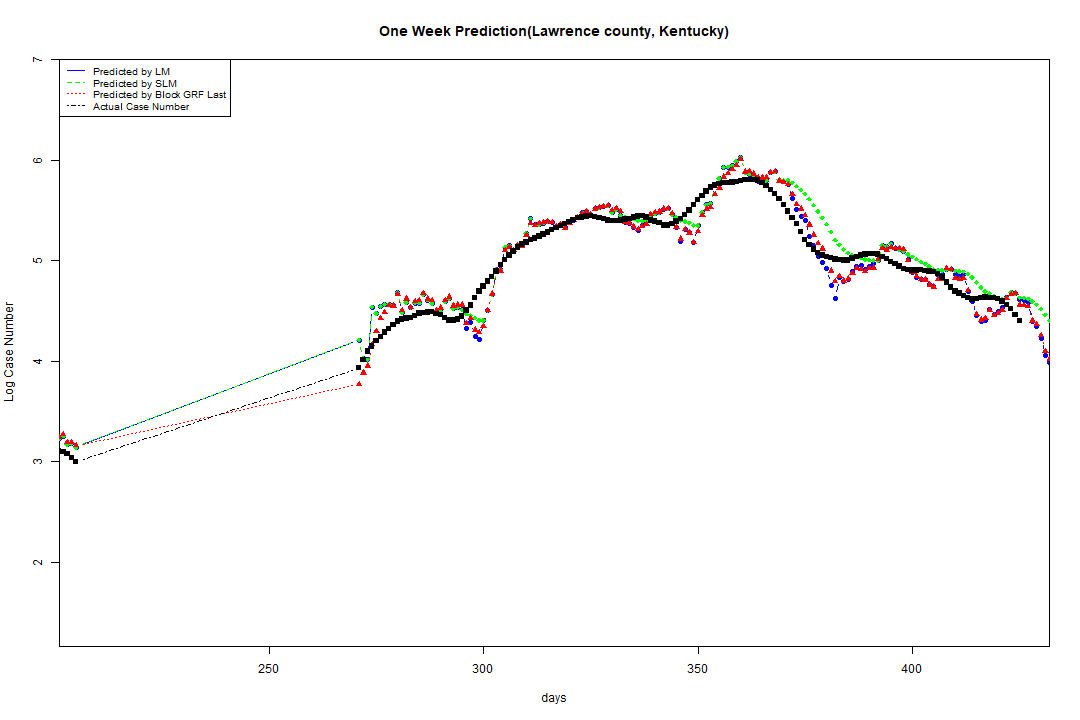 One Week Prediction(Lawrence county, Kentucky)
Predicted by LM
Predicted by SLM
Predicted by Block GRF Last
Actual Case Number
7
6
5
4
3
2
Log Case Number
250 300 350 400
days